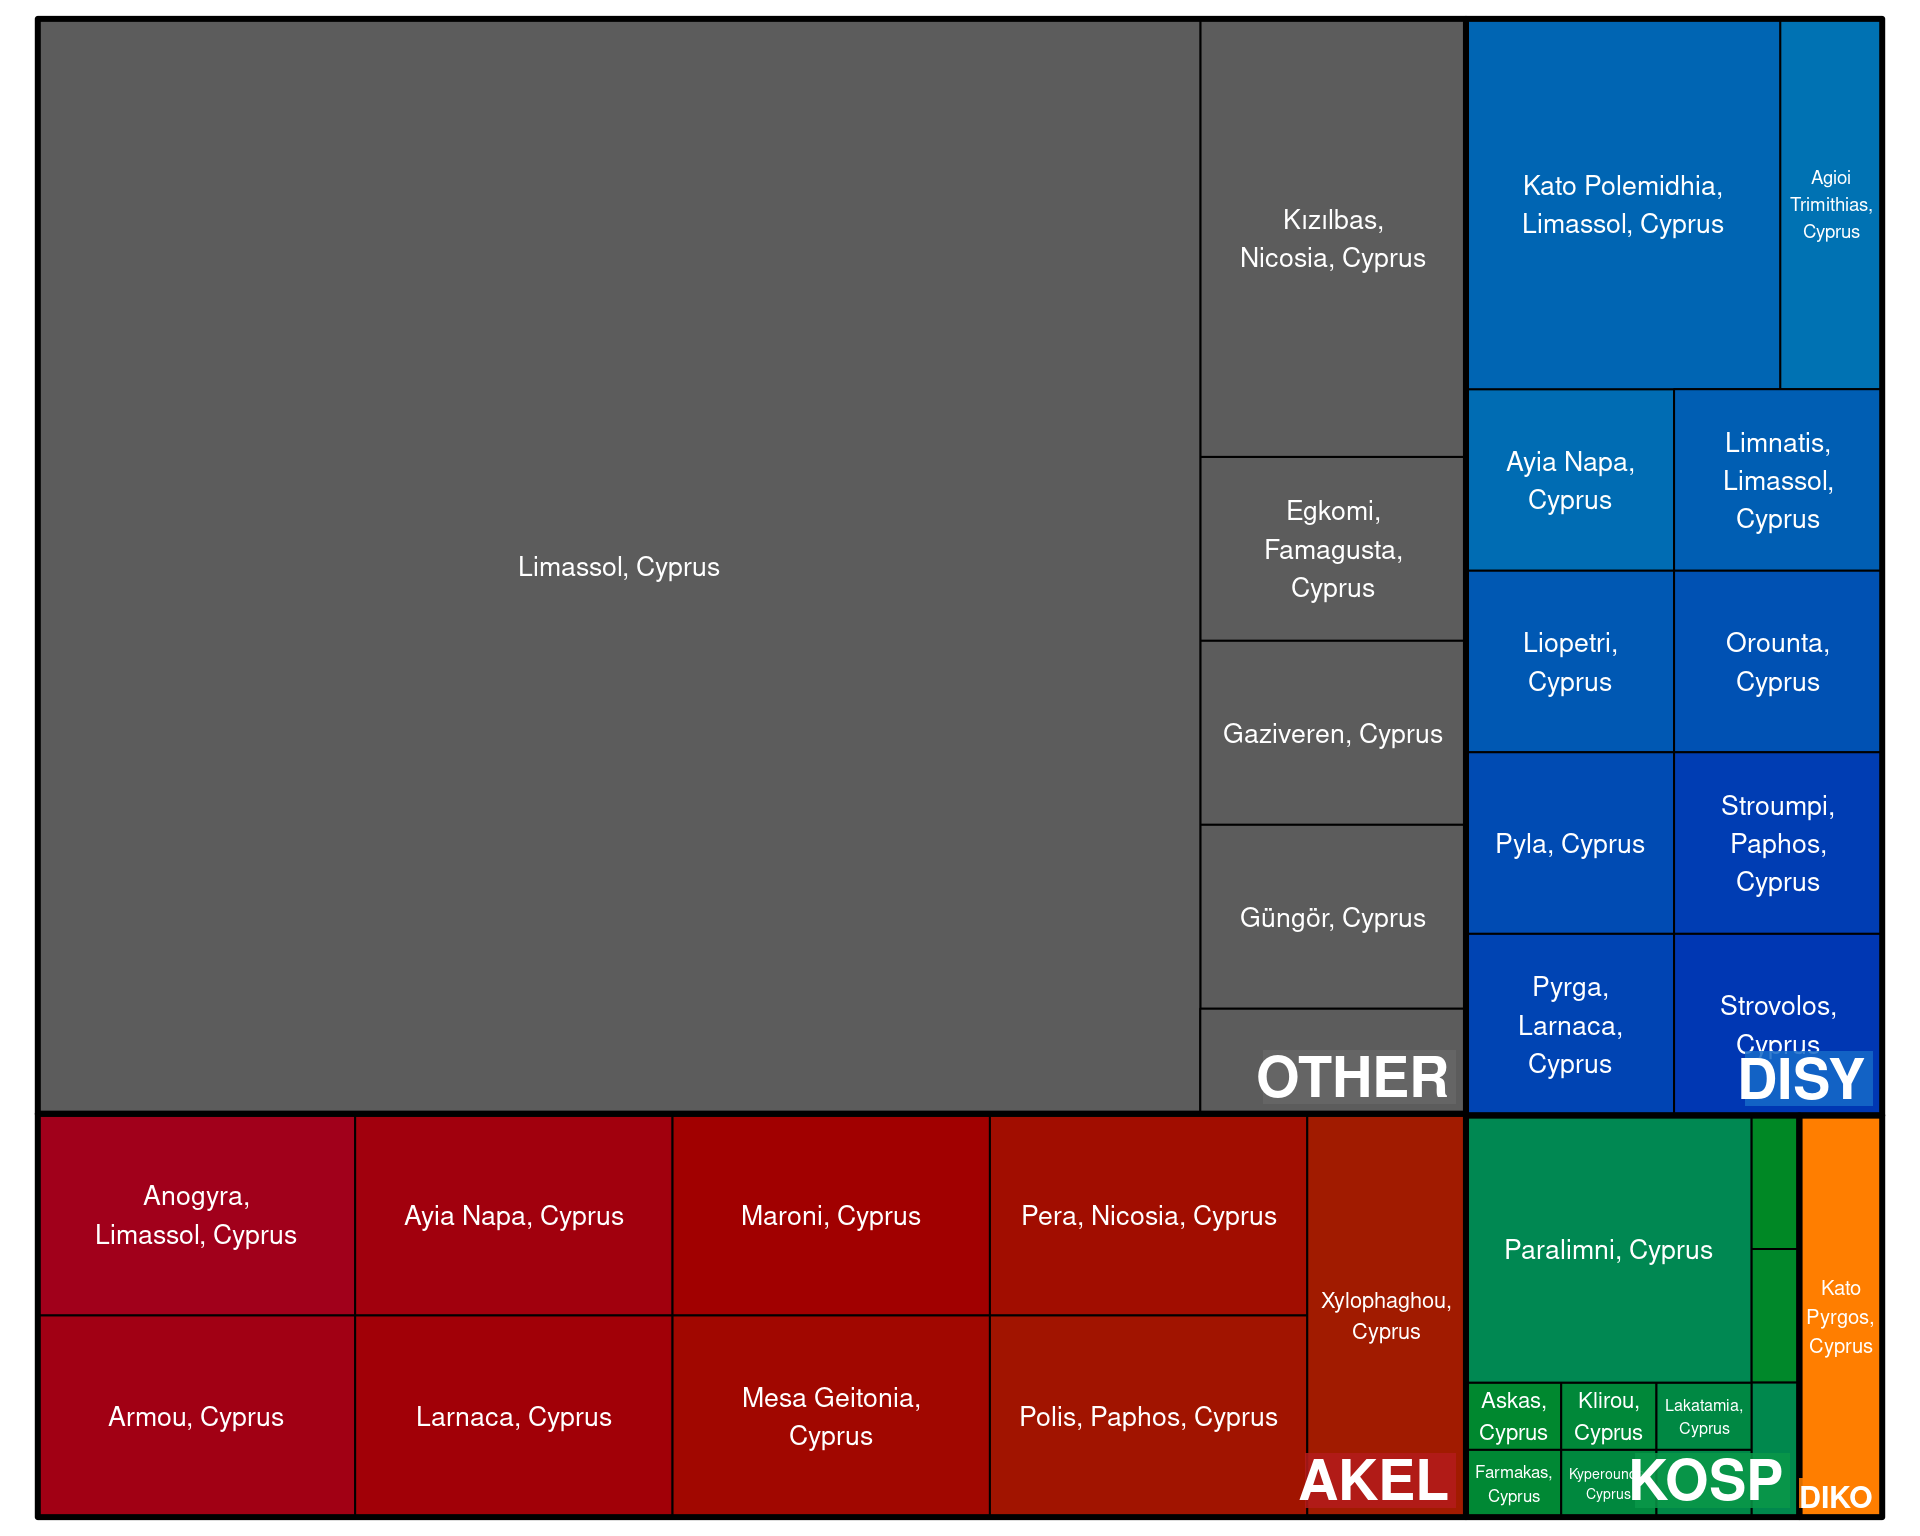 Limassol, Cyprus
Kızılbas,
Nicosia, Cyprus
Egkomi,
Famagusta,
Cyprus
Gaziveren, Cyprus
Güngör, Cyprus
OTHER
Kato Polemidhia,
Limassol, Cyprus
Agioi
Trimithias,
Cyprus
Ayia Napa,
Cyprus
Limnatis,
Limassol,
Cyprus
Liopetri,
Cyprus
Orounta,
Cyprus
Pyla, Cyprus
Stroumpi,
Paphos,
Cyprus
Pyrga,
Larnaca,
Cyprus
Strovolos,
Cyprus
DISY
Anogyra,
Limassol, Cyprus
Ayia Napa, Cyprus
Maroni, Cyprus
Pera, Nicosia, Cyprus
Xylophaghou,
Cyprus
Armou, Cyprus
Larnaca, Cyprus
Mesa Geitonia,
Cyprus
Polis, Paphos, Cyprus
AKEL
Paralimni, Cyprus
Askas,
Cyprus
Klirou,
Cyprus
Lakatamia,
Cyprus
Farmakas,
Cyprus
Cyprus
KOSP
Kato
Pyrgos,
Cyprus
DIKO